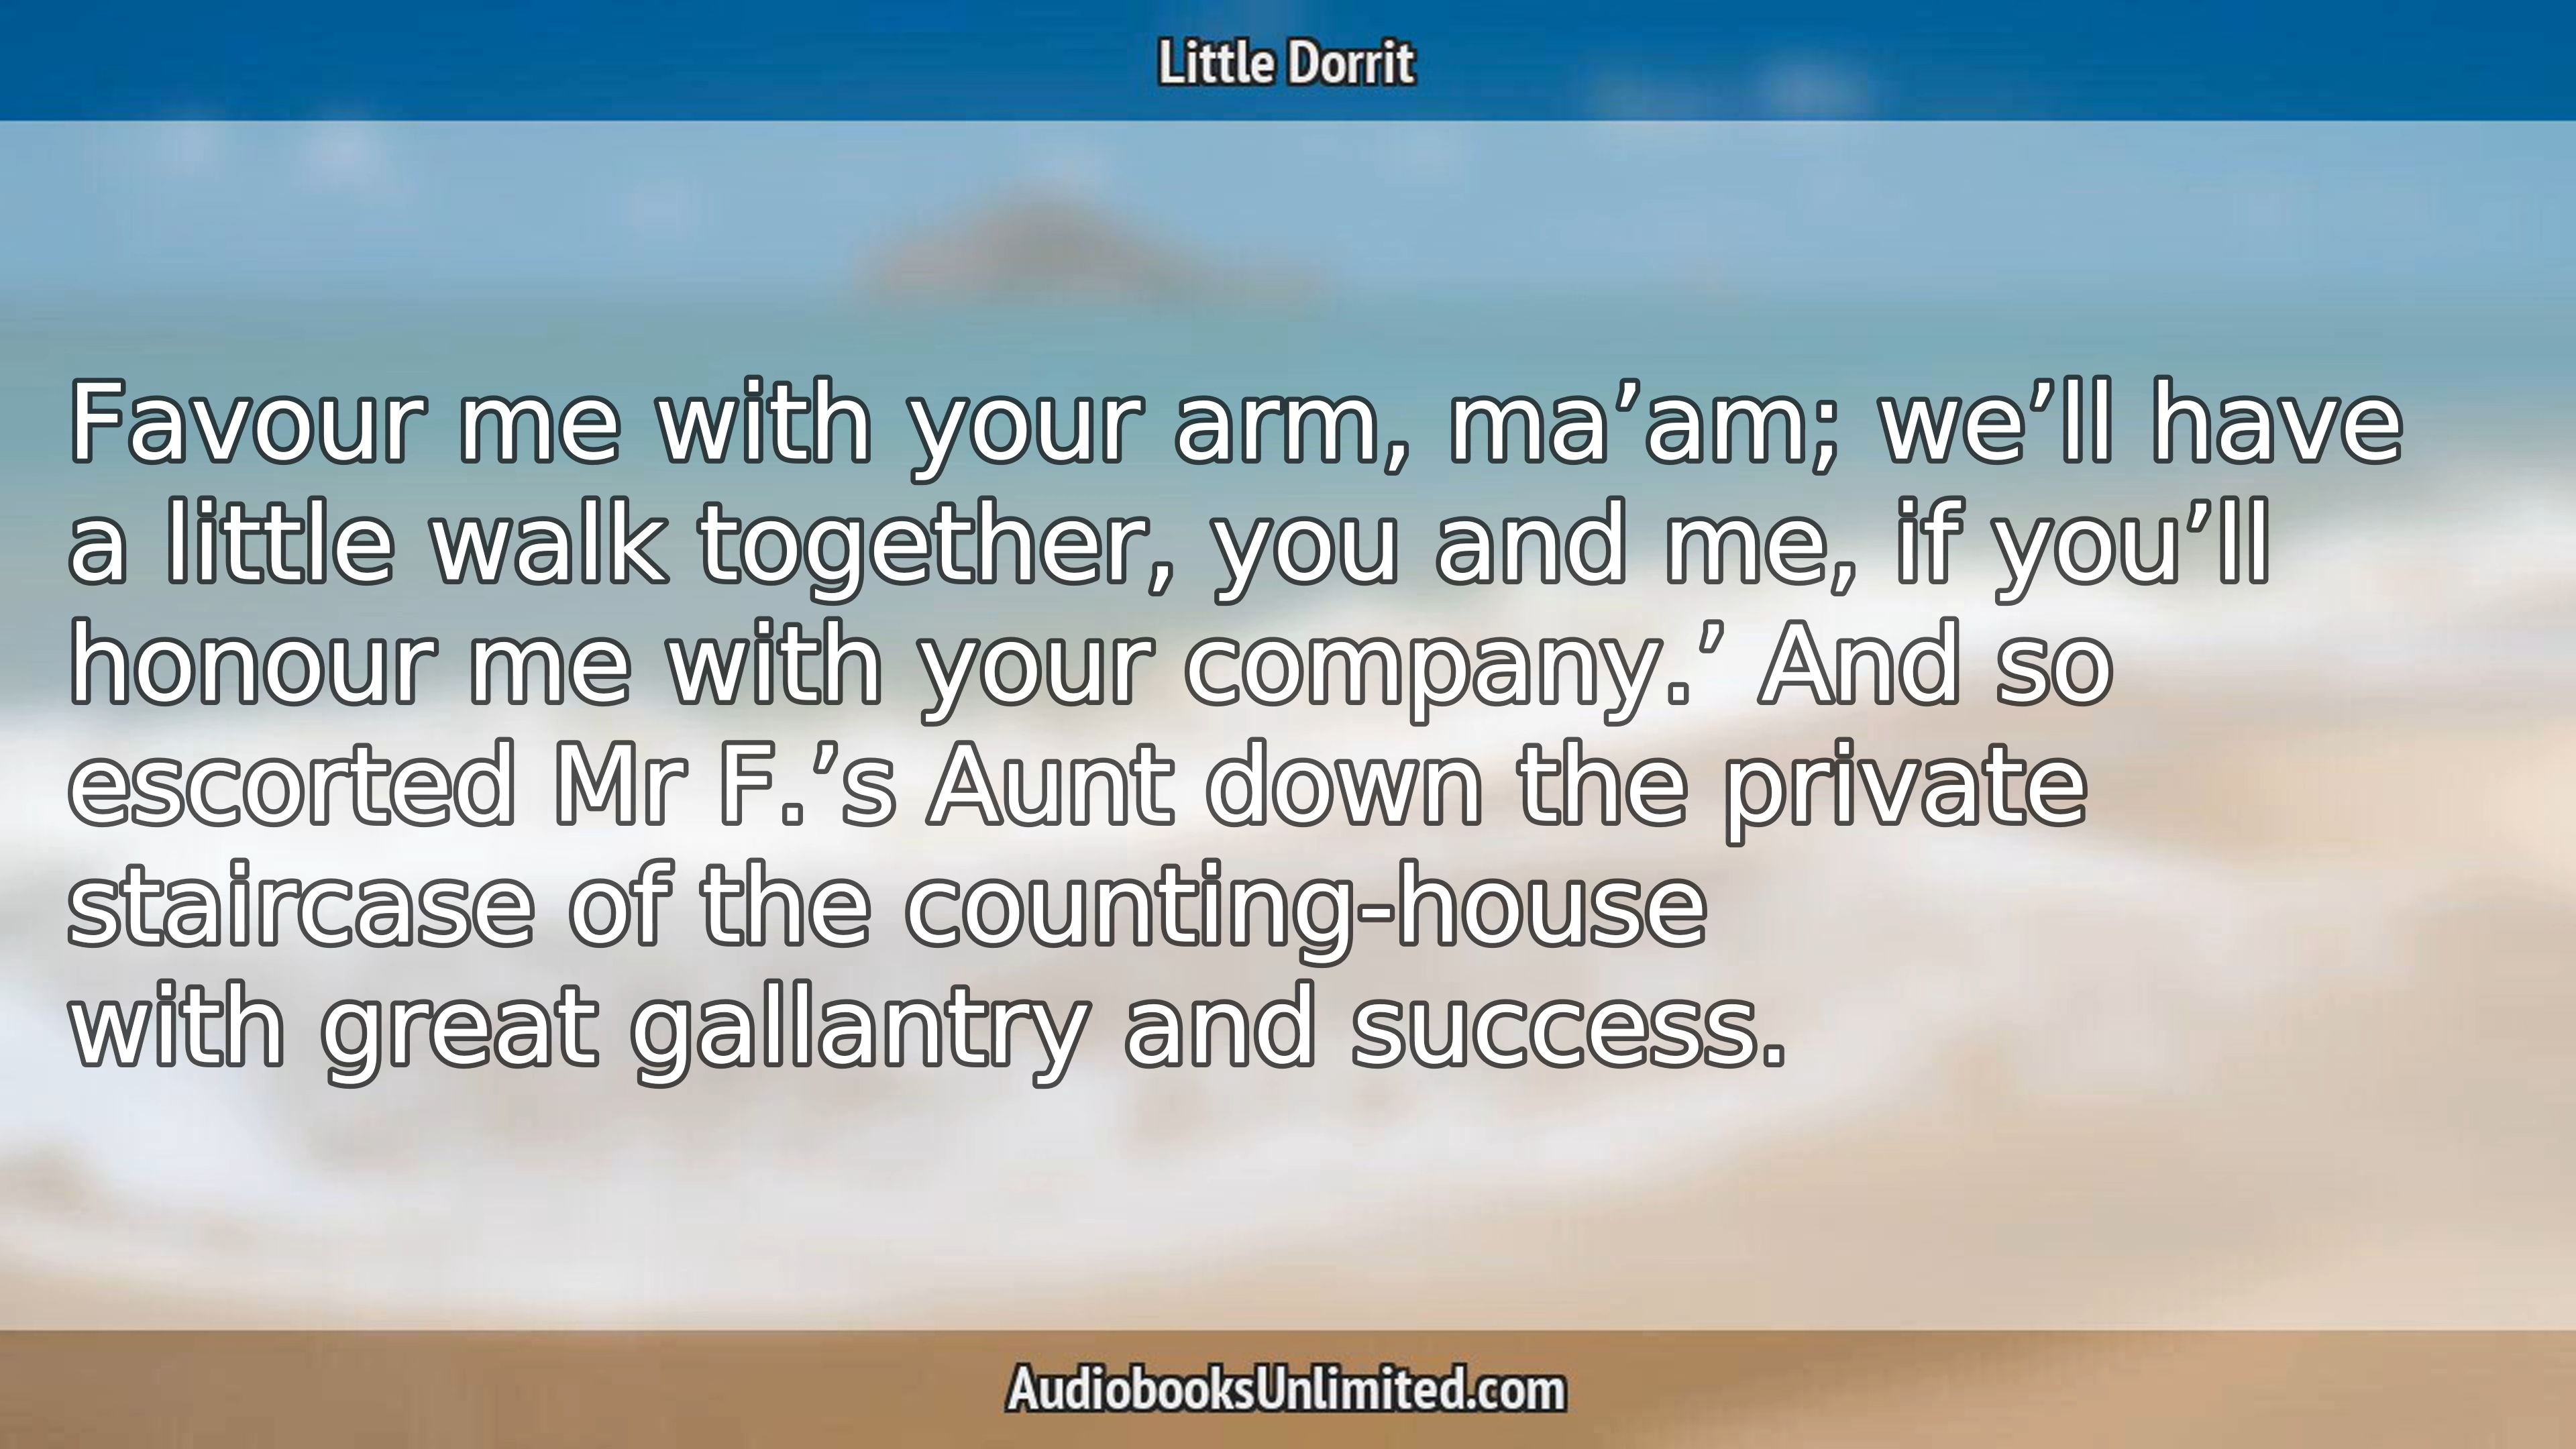 Little Dorrit
Favour me with your arm, ma’am; we’ll have
a little walk together, you and me, if you’ll
honour me with your company.’ And so
escorted Mr F.’s Aunt down the private
staircase of the counting-house
with great gallantry and success.
AudiobooksUnlimited.com